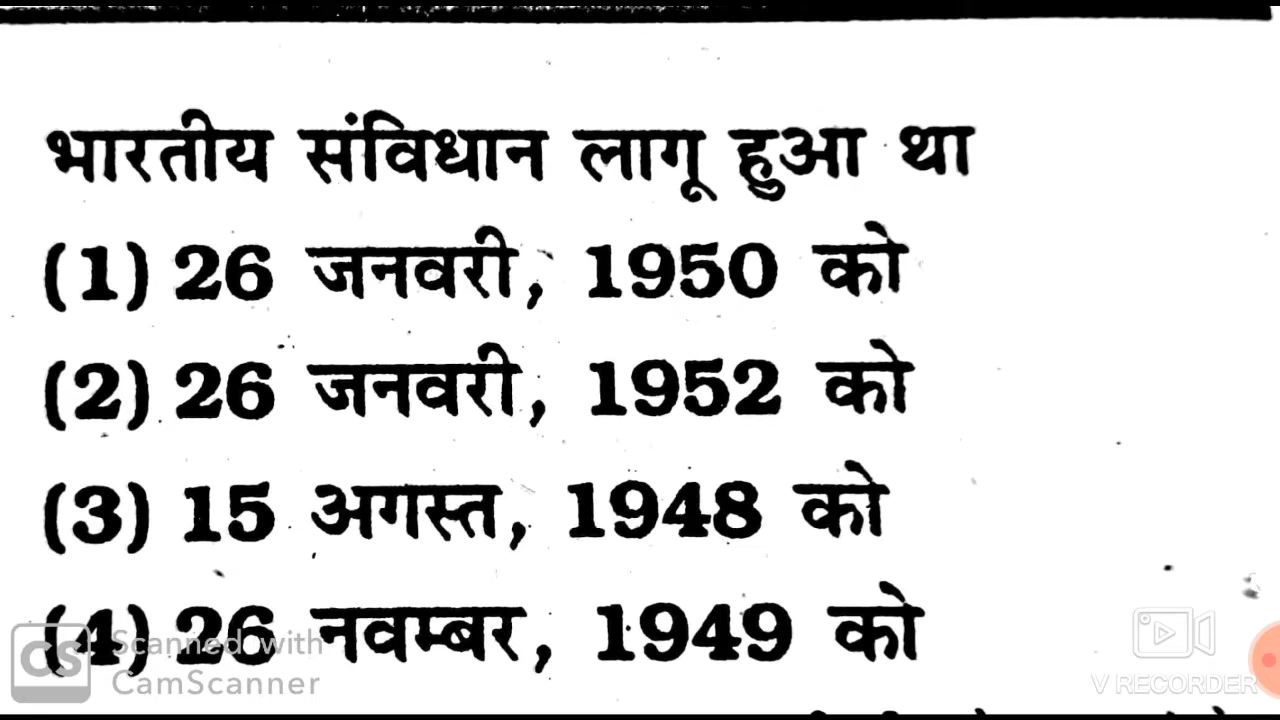 भारतीय संविधान लागू हुआ था
(1) 26 जनवरी, 1950 को
(2) 26 जनवरी, 1952 को
(3) 15 अगस्त, 1948 को
(4) 26 नवम्बर, 1949 को
CS Scanned with CamScanner
V RECORDER